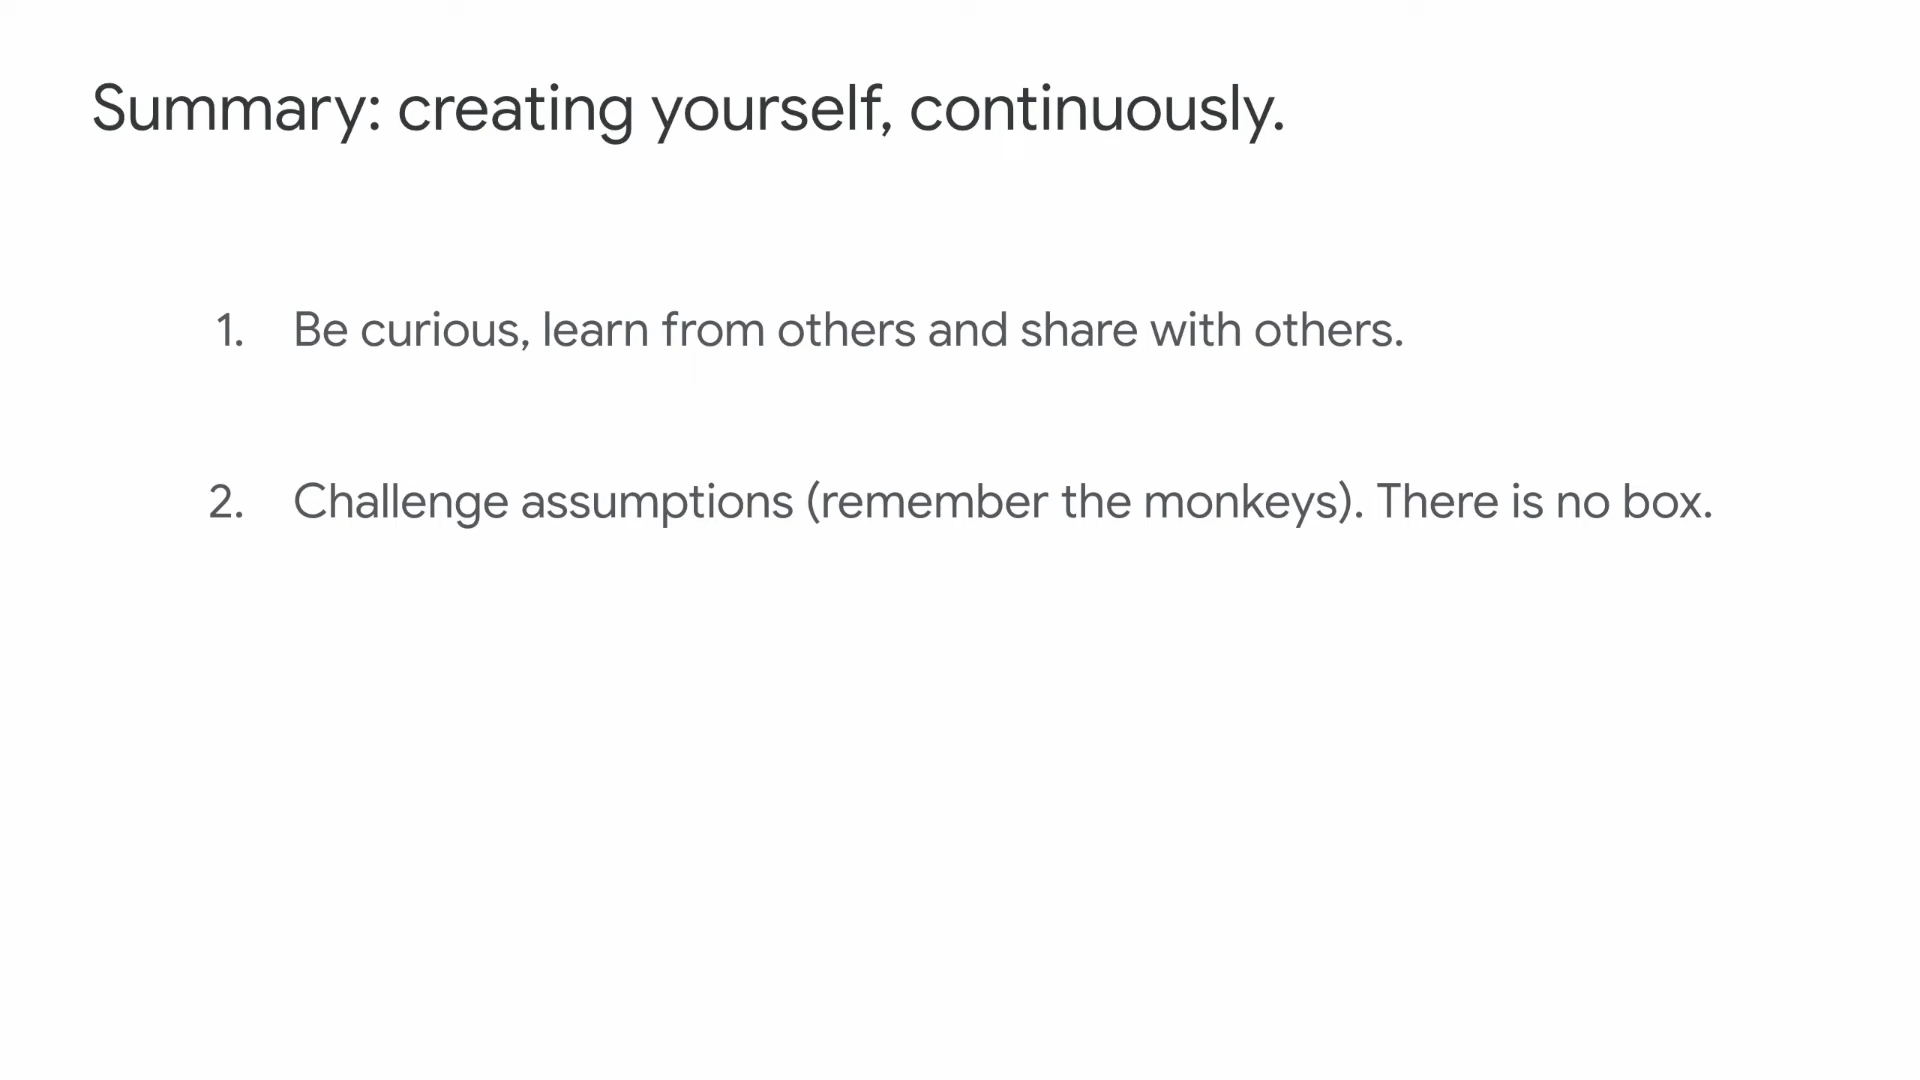 Summary: creating yourself, continuously.
1. Be curious, learn from others and share with others.
2. Challenge assumptions (remember the monkeys). There is no box.